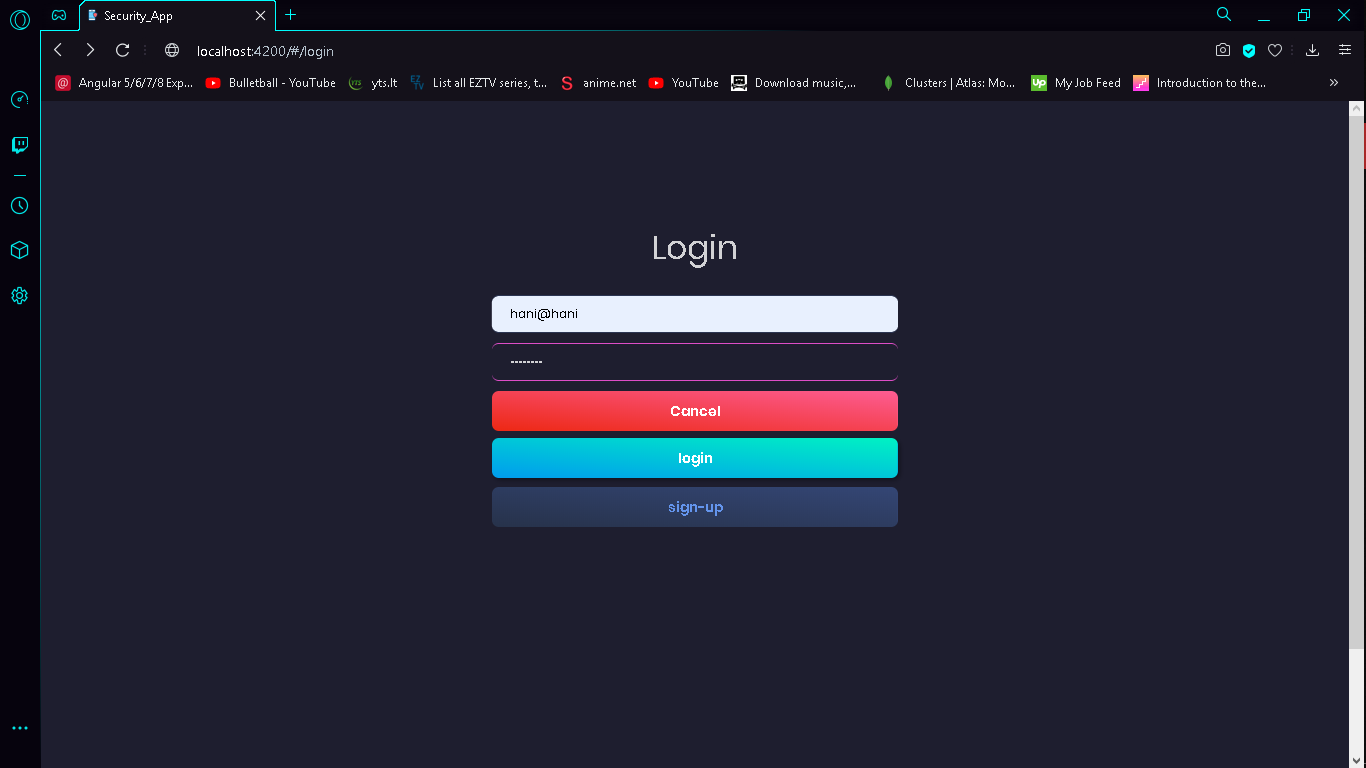 Security_App
localhost:4200/#/login
Angular 5/6/7/8 Exp... Bulletball - YouTube yts.lt List all EZTV series, t... anime.net YouTube Download music,... Clusters | Atlas: Mo... My Job Feed Introduction to the...
Login
hani@hani
Cancel
login
sign-up